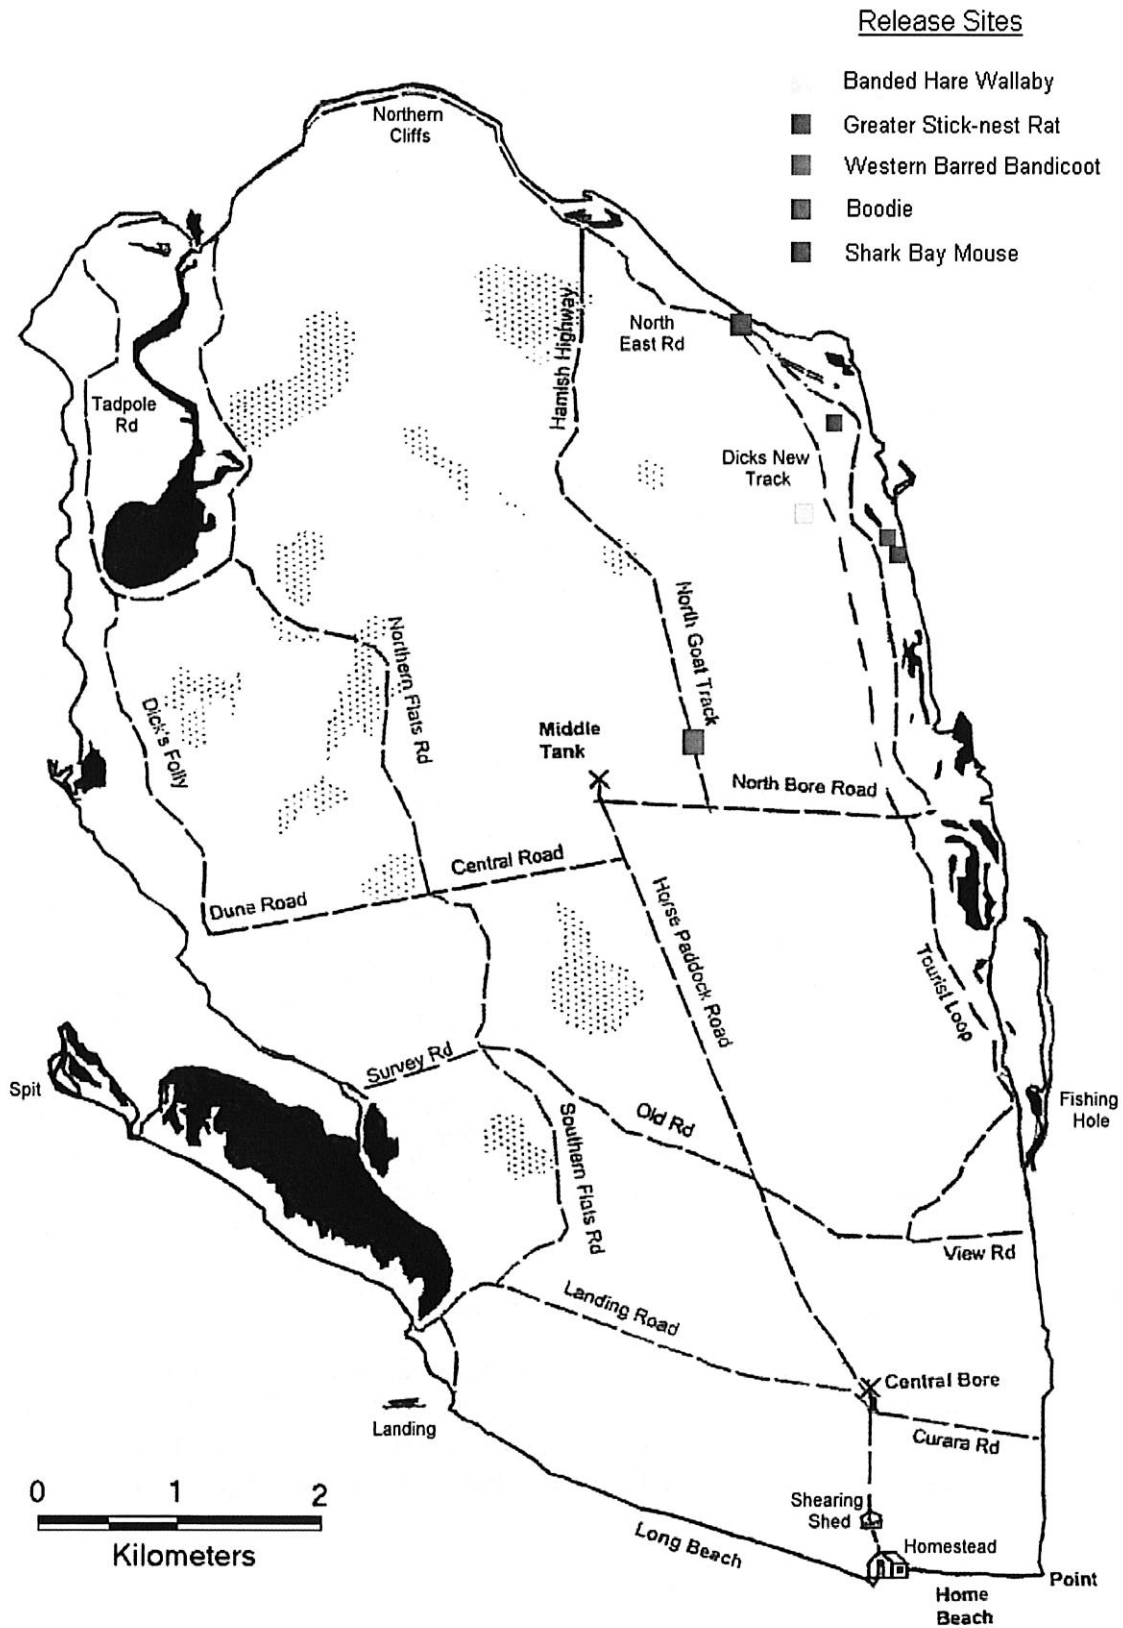 Release Sites
Banded Hare Wallaby
Greater Stick-nest Rat
Western Barred Bandicoot
Boodie
Shark Bay Mouse
Northern
Cliffs
Hamish Highway
North
East Rd
Tadpole
Rd
Dicks New
Track
North Goat Track
Northern Flats Rd
Dick's Folly
Middle
Tank
North Bore Road
Central Road
Dune Road
Horse Paddock Road
Tourist Loop
Survey Rd
Spit
Old Rd
Fishing
Hole
Southern Flats Rd
View Rd
Landing Road
Central Bore
Landing
Curara Rd
0 1 2
Kilometers
Shearing
Shed
Homestead
Long Beach
Point
Home
Beach